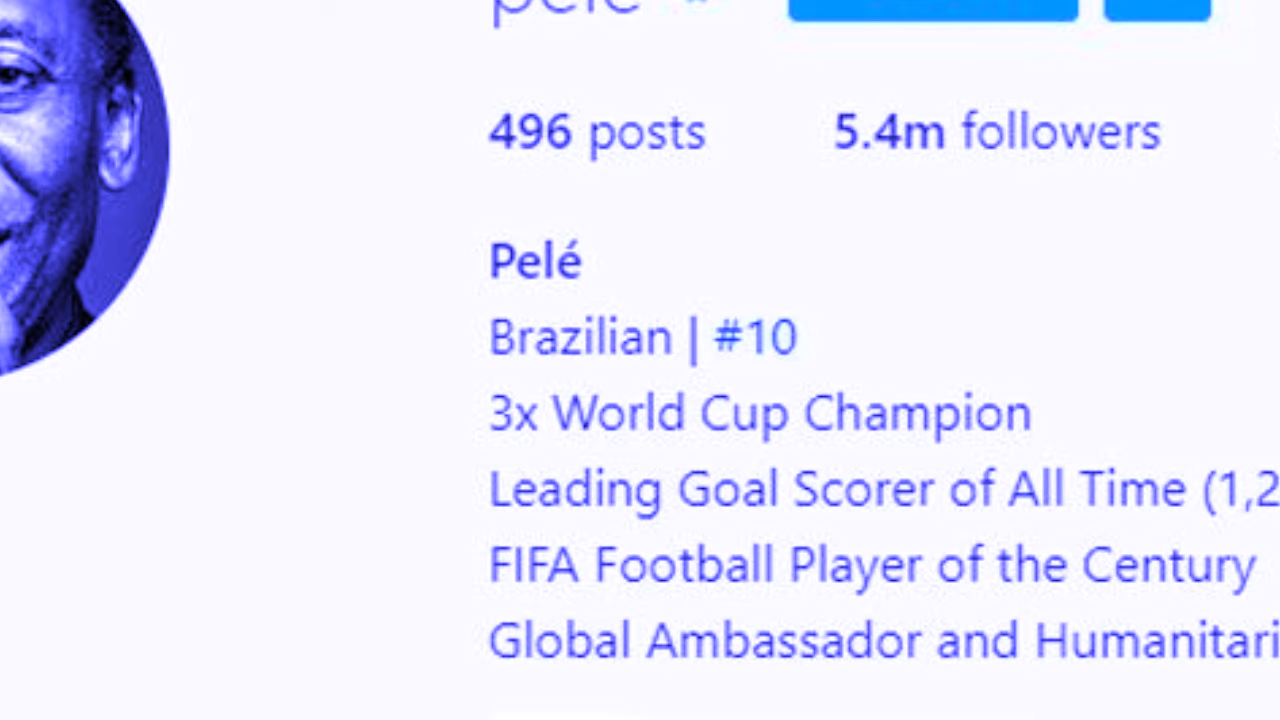 pelé
496 posts 5.4m followers
Pelé
Brazilian | #10
3x World Cup Champion
Leading Goal Scorer of All Time (1,2
FIFA Football Player of the Century
Global Ambassador and Humanitari